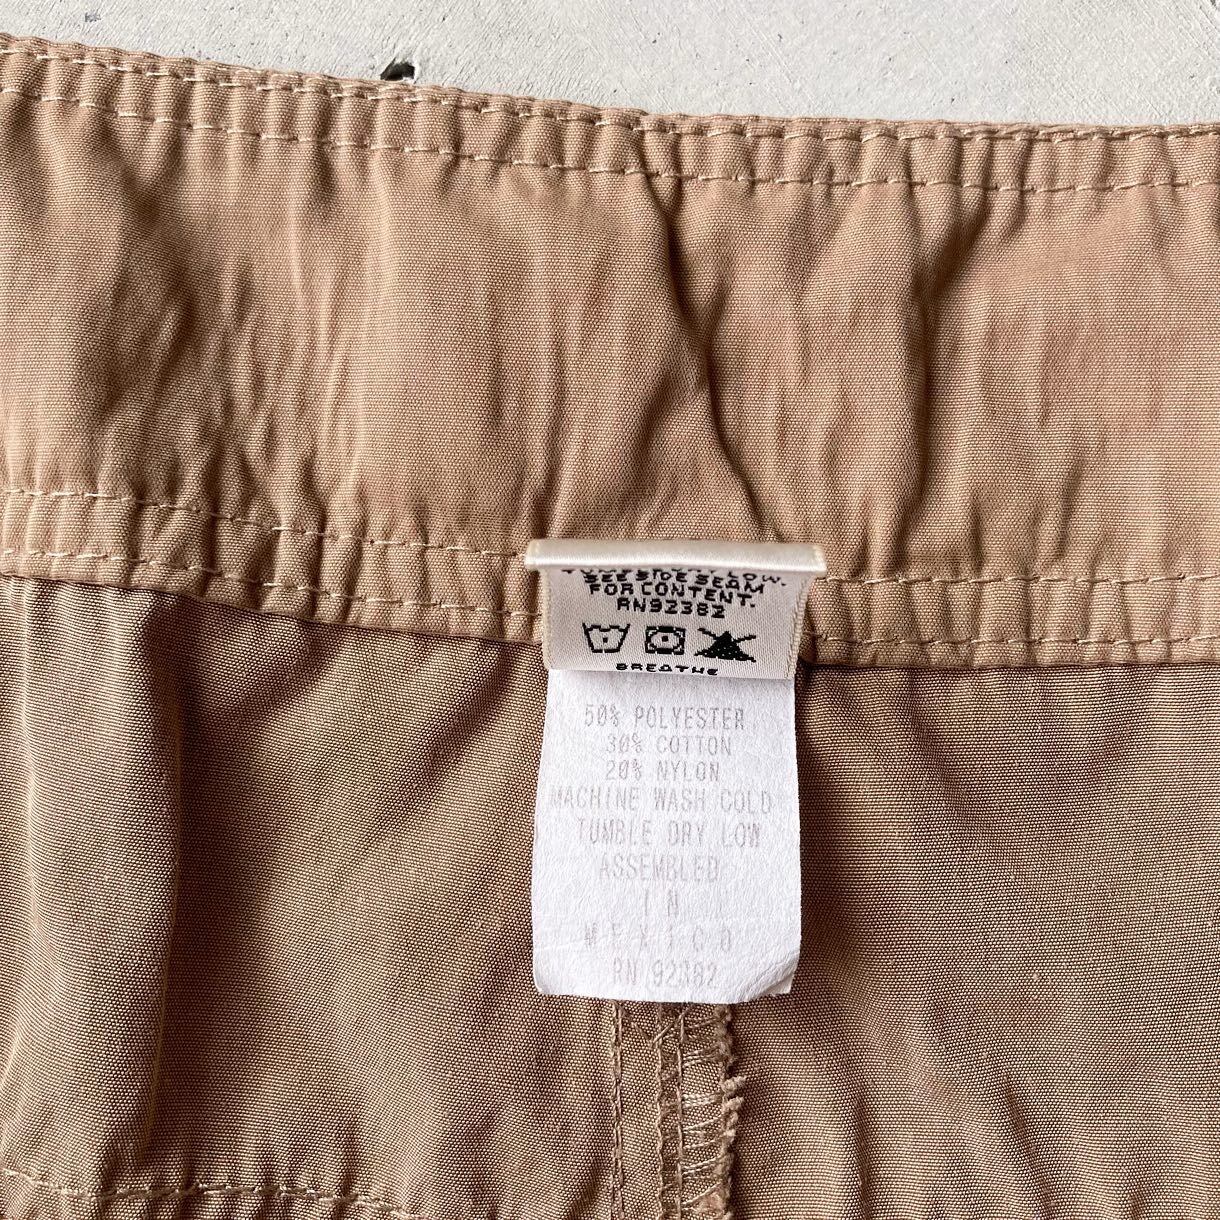 SEE SIDE SEAM
FOR CONTENT.
RN92382
BREATHE
50% POLYESTER
30% COTTON
20% NYLON
MACHINE WASH COLD
TUMBLE DRY LOW
ASSEMBLED
IN
MEXICO
RN 92382